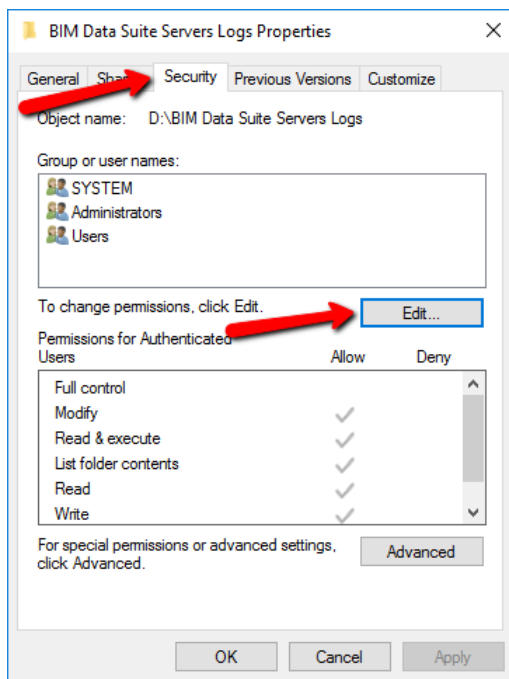 BIM Data Suite Servers Logs Properties
General Security Previous Versions Customize
Object name: D:\BIM Data Suite Servers Logs
Group or user names:
SYSTEM
Administrators
Users
To change permissions, click Edit.
Edit...
Permissions for Authenticated
Users Allow Deny
Full control
Modify
Read & execute
List folder contents
Read
Write
For special permissions or advanced settings,
click Advanced.
Advanced
OK Cancel Apply